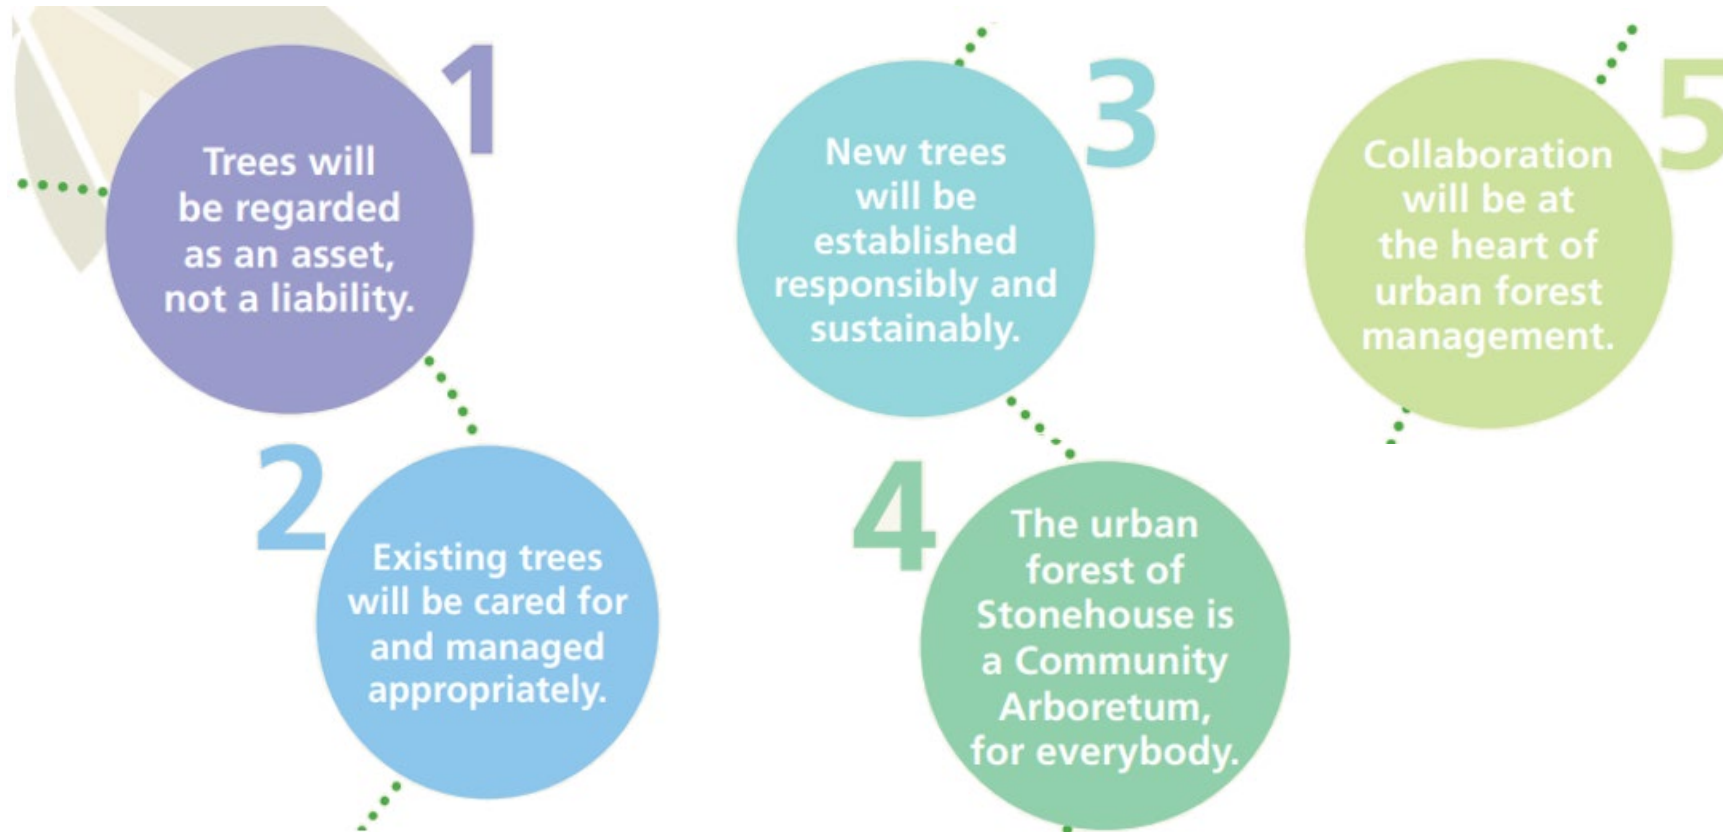 1
Trees will
be regarded
as an asset,
not a liability.
2
Existing trees
will be cared for
and managed
appropriately.
3
New trees
will be
established
responsibly and
sustainably.
4
The urban
forest of
Stonehouse is
a Community
Arboretum,
for everybody.
5
Collaboration
will be at
the heart of
urban forest
management.